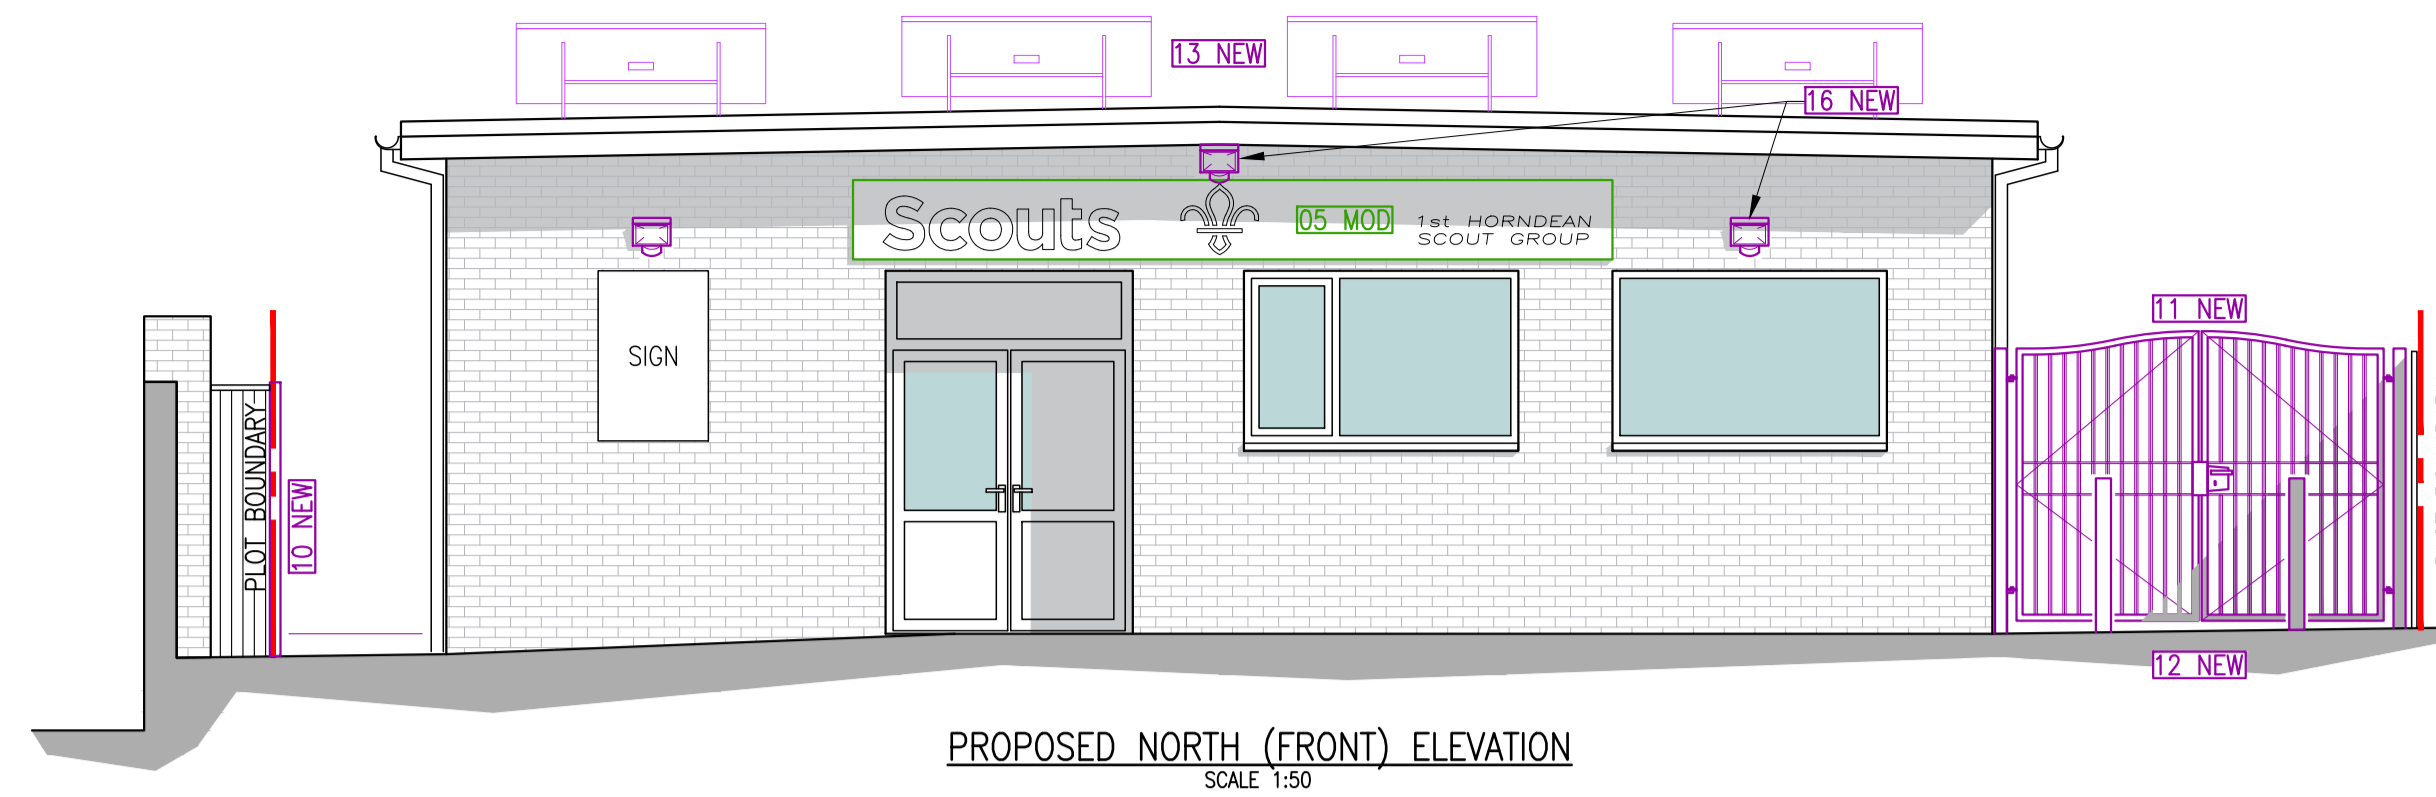 13 NEW
16 NEW
Scouts
05 MOD
1st HORNDEAN
SCOUT GROUP
11 NEW
SIGN
PLOT BOUNDARY
10 NEW
12 NEW
PROPOSED NORTH (FRONT) ELEVATION
SCALE 1:50